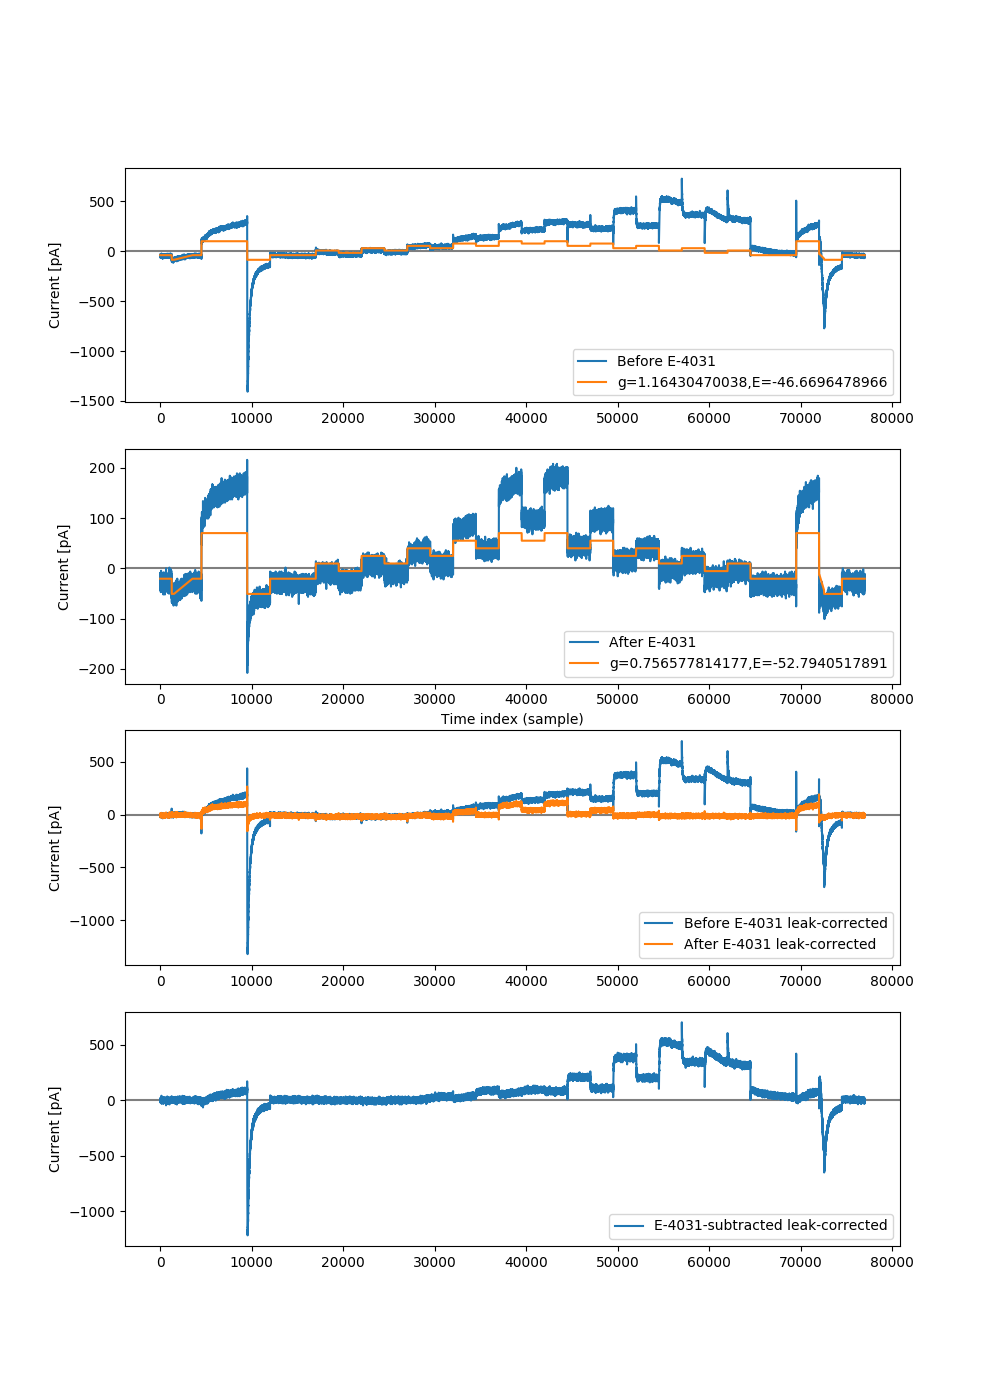 500
0
−500
−1000
−1500
Current [pA]
Before E-4031
g=1.16430470038,E=-46.6696478966
0 10000 20000 30000 40000 50000 60000 70000 80000
200
100
0
−100
−200
Current [pA]
After E-4031
g=0.756577814177,E=-52.7940517891
0 10000 20000 30000 40000 50000 60000 70000 80000
Time index (sample)
500
0
−500
−1000
Current [pA]
Before E-4031 leak-corrected
After E-4031 leak-corrected
0 10000 20000 30000 40000 50000 60000 70000 80000
500
0
−500
−1000
Current [pA]
E-4031-subtracted leak-corrected
0 10000 20000 30000 40000 50000 60000 70000 80000